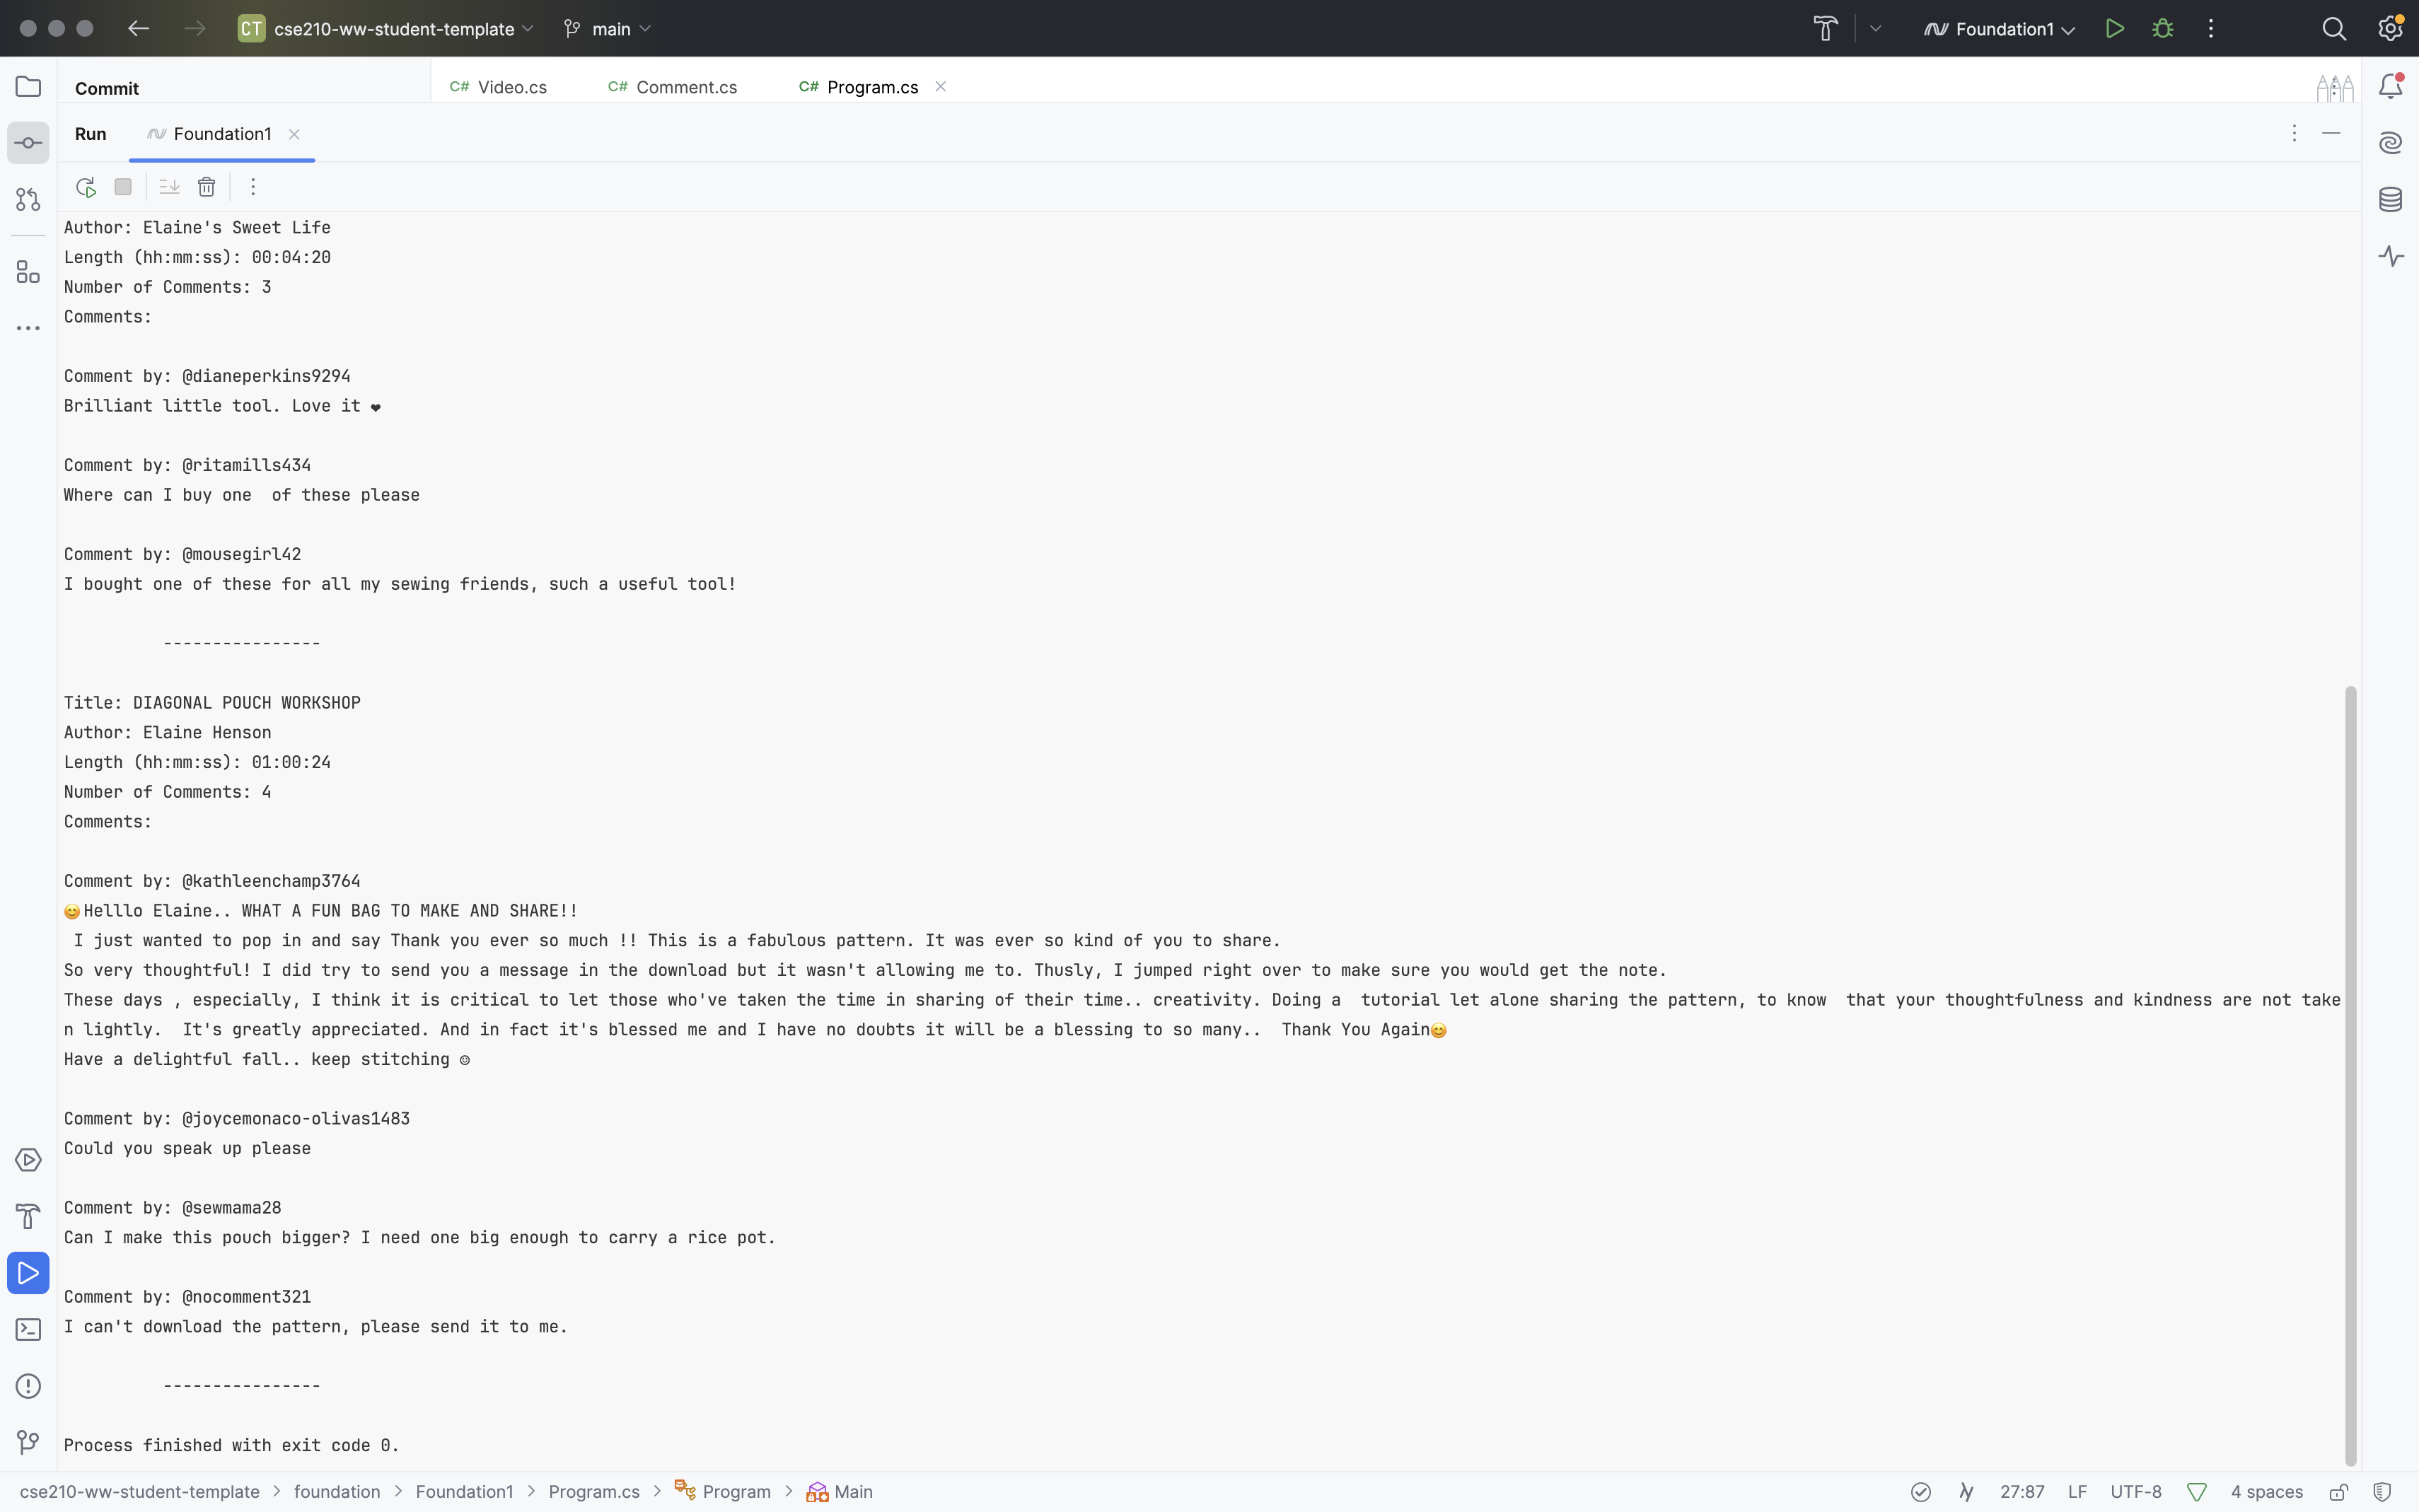 CT cse210-ww-student-template main Foundation1
Commit
C# Video.cs C# Comment.cs C# Program.cs
Run Foundation1
Author: Elaine's Sweet Life
Length (hh:mm:ss): 00:04:20
Number of Comments: 3
Comments:
Comment by: @dianeperkins9294
Brilliant little tool. Love it ❤
Comment by: @ritamills434
Where can I buy one  of these please
Comment by: @mousegirl42
I bought one of these for all my sewing friends, such a useful tool!
----------------
Title: DIAGONAL POUCH WORKSHOP
Author: Elaine Henson
Length (hh:mm:ss): 01:00:24
Number of Comments: 4
Comments:
Comment by: @kathleenchamp3764
😊Helllo Elaine.. WHAT A FUN BAG TO MAKE AND SHARE!!
I just wanted to pop in and say Thank you ever so much !! This is a fabulous pattern. It was ever so kind of you to share.
So very thoughtful! I did try to send you a message in the download but it wasn't allowing me to. Thusly, I jumped right over to make sure you would get the note.
These days , especially, I think it is critical to let those who've taken the time in sharing of their time.. creativity. Doing a  tutorial let alone sharing the pattern, to know  that your thoughtfulness and kindness are not take
n lightly.  It's greatly appreciated. And in fact it's blessed me and I have no doubts it will be a blessing to so many..  Thank You Again😊
Have a delightful fall.. keep stitching ☺
Comment by: @joycemonaco-olivas1483
Could you speak up please
Comment by: @sewmama28
Can I make this pouch bigger? I need one big enough to carry a rice pot.
Comment by: @nocomment321
I can't download the pattern, please send it to me.
----------------
Process finished with exit code 0.
cse210-ww-student-template > foundation > Foundation1 > Program.cs > Program > Main 27:87 LF UTF-8 4 spaces